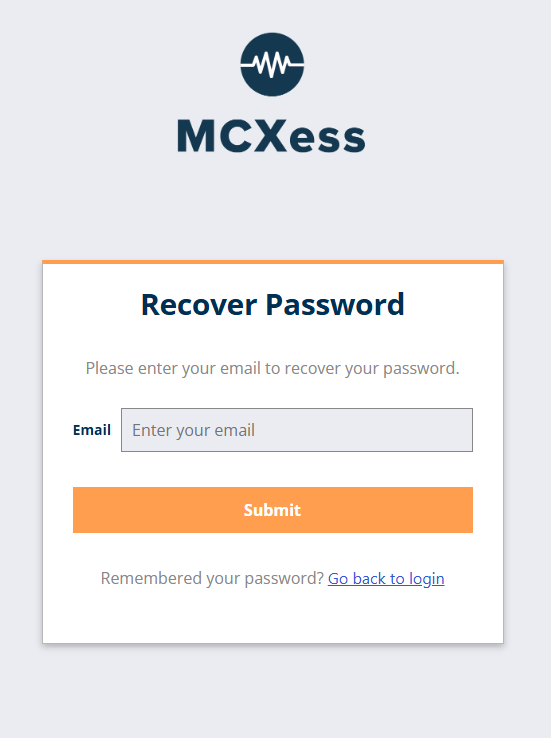 MCXess
Recover Password
Please enter your email to recover your password.
Email
Enter your email
Submit
Remembered your password? Go back to login